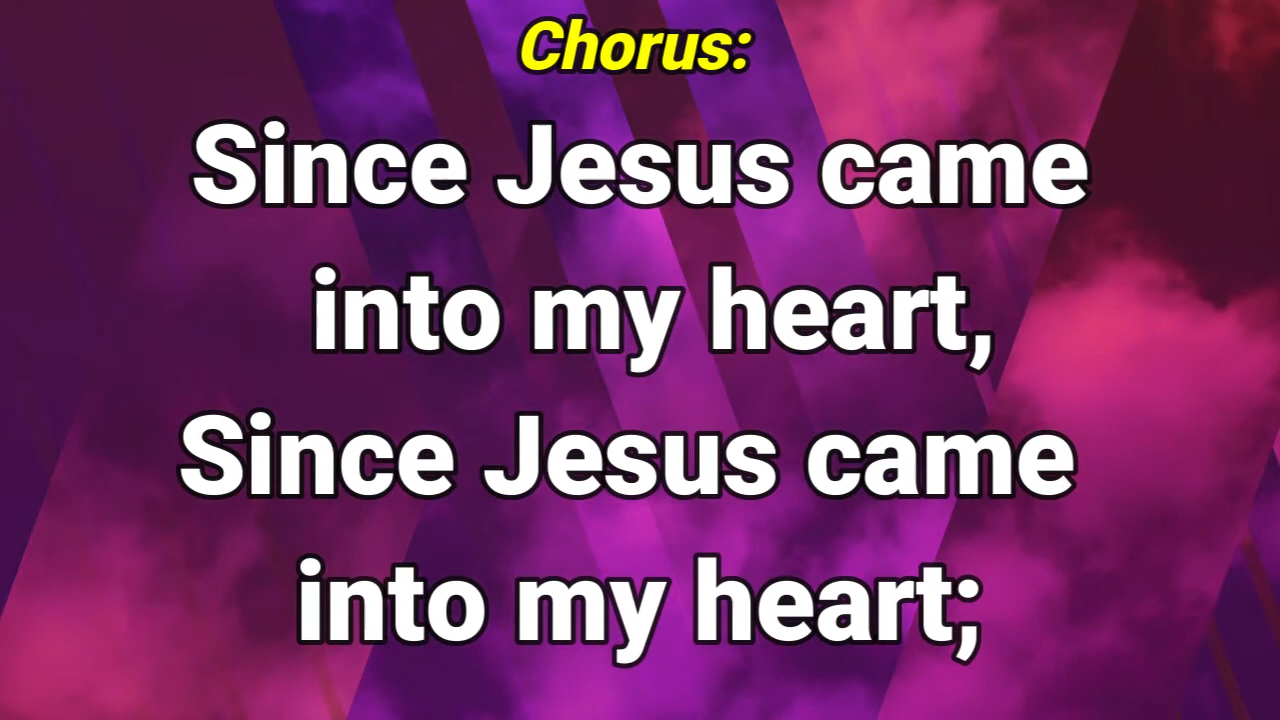 Chorus:
Since Jesus came
into my heart,
Since Jesus came
into my heart;